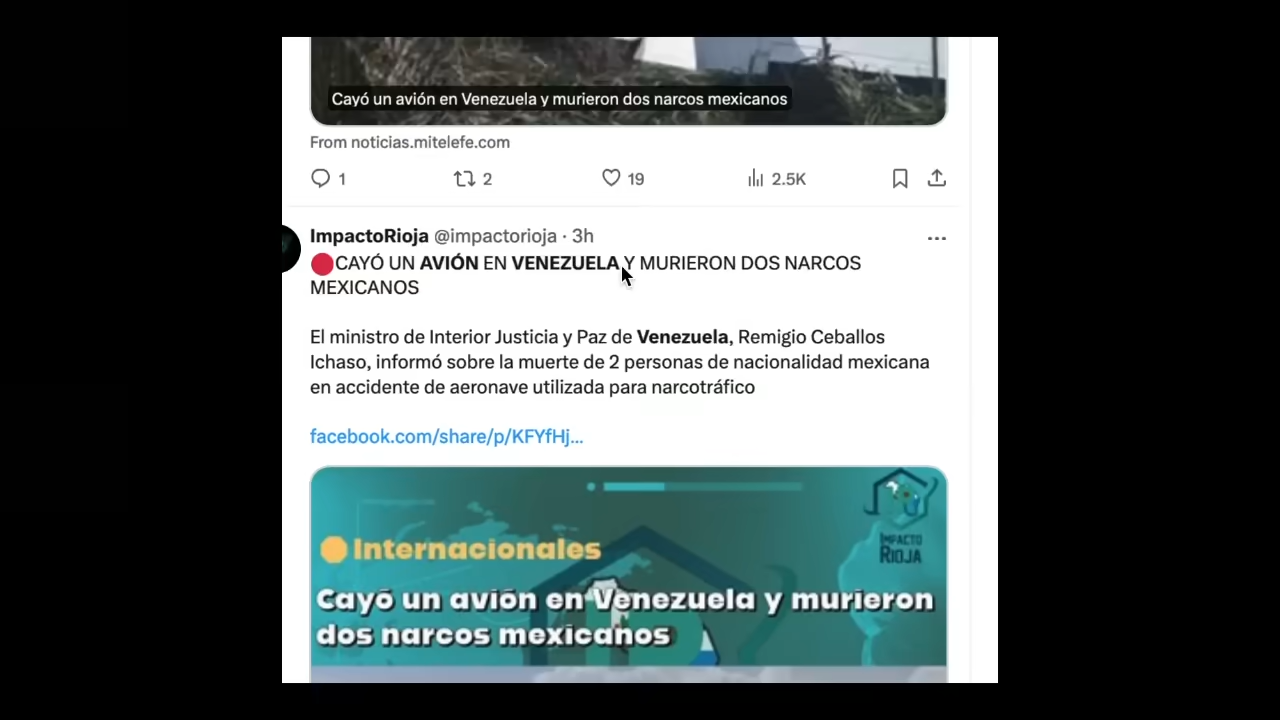 Cayó un avión en Venezuela y murieron dos narcos mexicanos
From noticias.mitelefe.com
1 2 19 2.5K
ImpactoRioja @impactorioja · 3h
🔴CAYÓ UN AVIÓN EN VENEZUELA Y MURIERON DOS NARCOS
MEXICANOS
El ministro de Interior Justicia y Paz de Venezuela, Remigio Ceballos
Ichaso, informó sobre la muerte de 2 personas de nacionalidad mexicana
en accidente de aeronave utilizada para narcotráfico
facebook.com/share/p/KFYfHj...
IMPACTO
RIOJA
Internacionales
Cayó un avión en Venezuela y murieron
dos narcos mexicanos